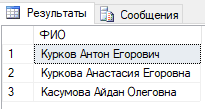 Результаты Сообщения
ФИО
1 Курков Антон Егорович
2 Куркова Анастасия Егоровна
3 Касумова Айдан Олеговна